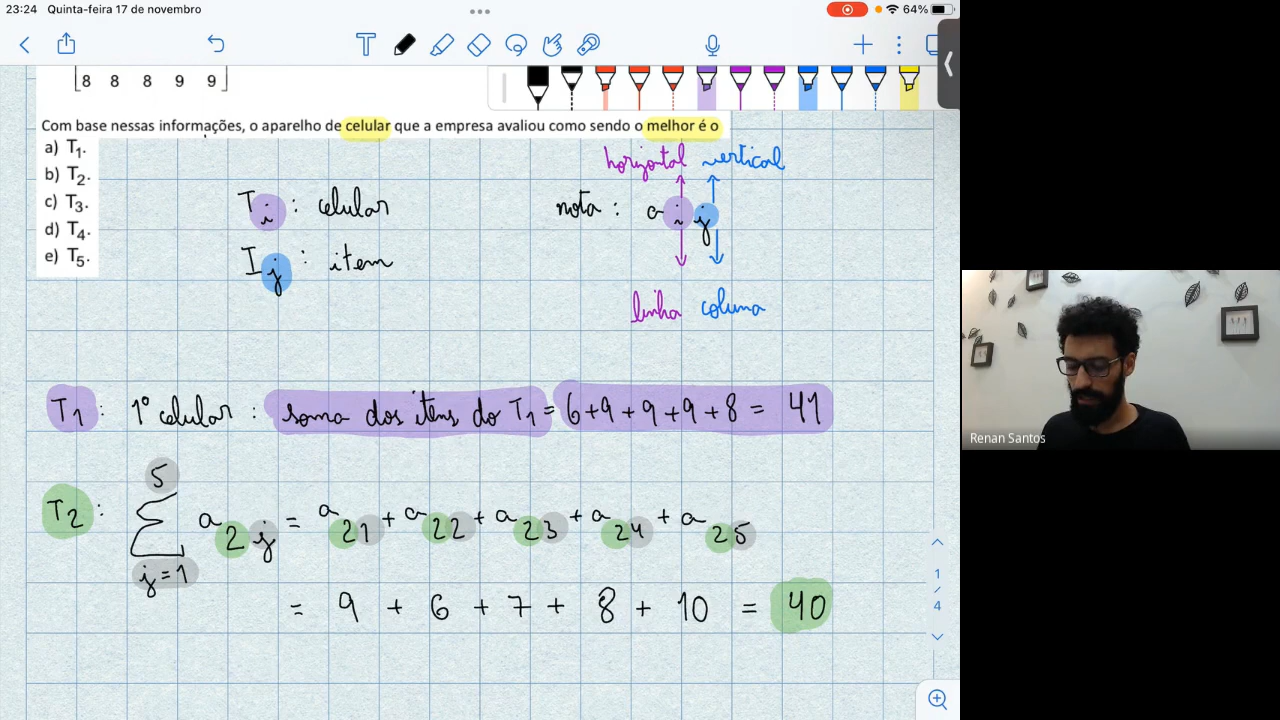 23:24 Quinta-feira 17 de novembro
64%
8 8 8 9 9
Com base nessas informações, o aparelho de celular que a empresa avaliou como sendo o melhor é o
a) T1.
b) T2.
c) T3.
d) T4.
e) T5.
horizontal vertical
Ti : celular
nota : aij
Ij : item
linha coluna
T1 : 1º celular : soma dos itens do T1 = 6+9+9+9+8 = 41
T2 : 5 Σ j=1 a2j = a21 + a22 + a23 + a24 + a25
= 9 + 6 + 7 + 8 + 10 = 40
1
/
4
Renan Santos